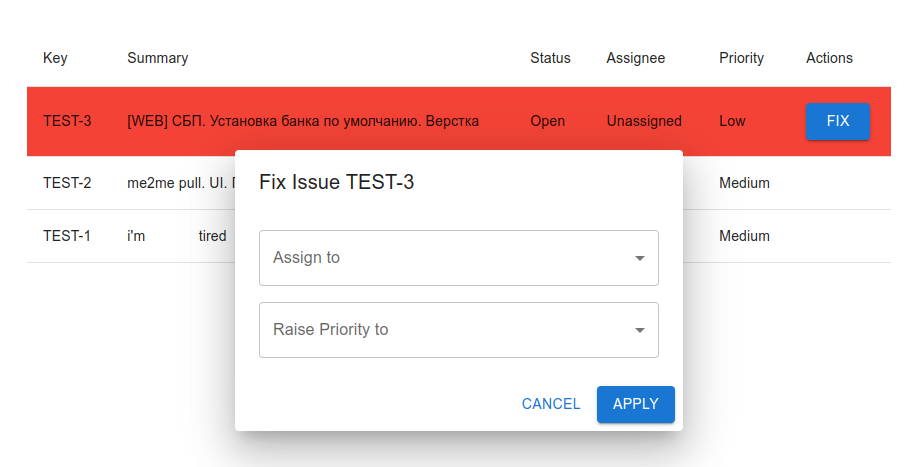 Key Summary Status Assignee Priority Actions
TEST-3 [WEB] СБП. Установка банка по умолчанию. Верстка Open Unassigned Low FIX
TEST-2 me2me pull. UI. Medium
TEST-1 i'm tired Medium
Fix Issue TEST-3
Assign to
Raise Priority to
CANCEL APPLY